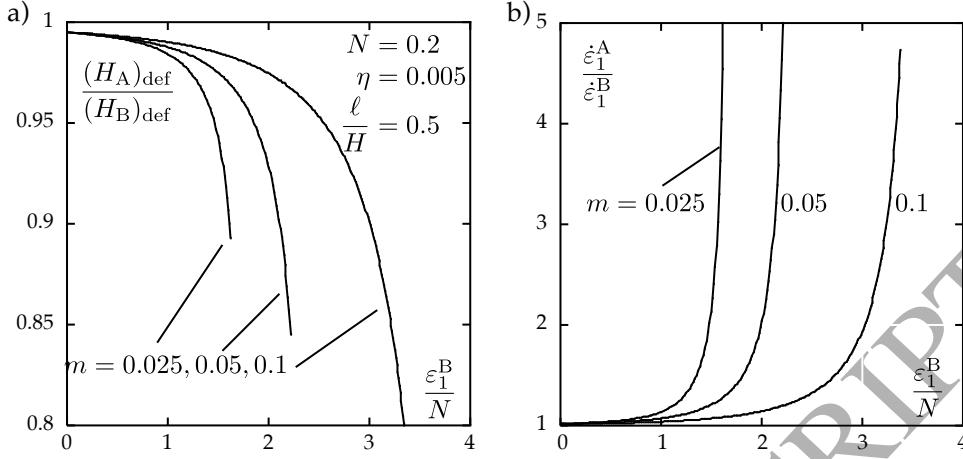 a)
1
0.95
0.9
0.85
0.8
0 1 2 3 4
(H_A)_def
(H_B)_def
N = 0.2
η = 0.005
ℓ
H
= 0.5
m = 0.025, 0.05, 0.1
ε_1^B
N
b)
5
4
3
2
1
0 1 2 3 4
ε̇_1^A
ε̇_1^B
m = 0.025
0.05
0.1
ε_1^B
N
RIPT